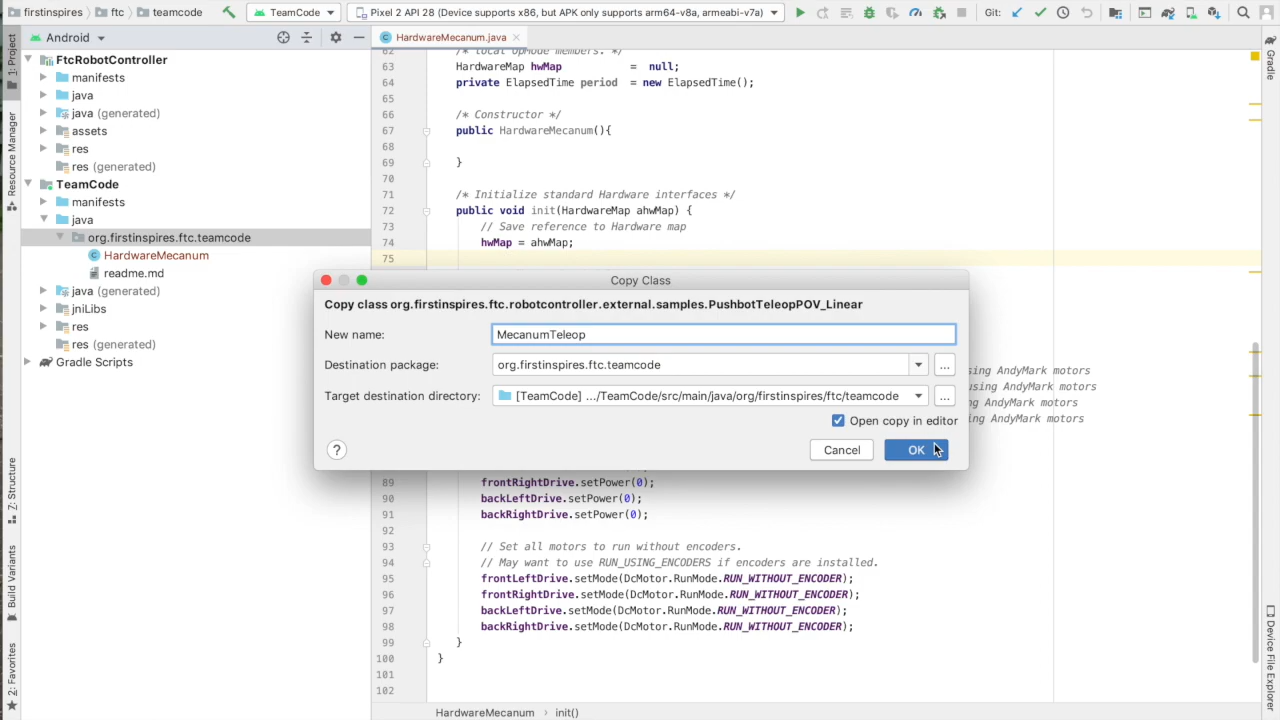 firstinspires
ftc
teamcode
TeamCode
Pixel 2 API 28 (Device supports x86, but APK only supports arm64-v8a, armeabi-v7a)
Git:
Android
HardwareMecanum.java
1: Project
Resource Manager
Z: Structure
Build Variants
2: Favorites
Gradle
Device File Explorer
FtcRobotController
manifests
java
java (generated)
assets
res
res (generated)
TeamCode
manifests
java
org.firstinspires.ftc.teamcode
HardwareMecanum
readme.md
java (generated)
jniLibs
res
res (generated)
Gradle Scripts
62 /* local OpMode members. */
63 HardwareMap hwMap = null;
64 private ElapsedTime period = new ElapsedTime();
65
66 /* Constructor */
67 public HardwareMecanum(){
68
69 }
70
71 /* Initialize standard Hardware interfaces */
72 public void init(HardwareMap ahwMap) {
73 // Save reference to Hardware map
74 hwMap = ahwMap;
75
Copy Class
Copy class org.firstinspires.ftc.robotcontroller.external.samples.PushbotTeleopPOV_Linear
New name: MecanumTeleop
Destination package: org.firstinspires.ftc.teamcode ...
Target destination directory: [TeamCode] .../TeamCode/src/main/java/org/firstinspires/ftc/teamcode ...
Open copy in editor
? Cancel OK
using AndyMark motors
using AndyMark motors
ng AndyMark motors
ng AndyMark motors
89 frontRightDrive.setPower(0);
90 backLeftDrive.setPower(0);
91 backRightDrive.setPower(0);
92
93 // Set all motors to run without encoders.
94 // May want to use RUN_USING_ENCODERS if encoders are installed.
95 frontLeftDrive.setMode(DcMotor.RunMode.RUN_WITHOUT_ENCODER);
96 frontRightDrive.setMode(DcMotor.RunMode.RUN_WITHOUT_ENCODER);
97 backLeftDrive.setMode(DcMotor.RunMode.RUN_WITHOUT_ENCODER);
98 backRightDrive.setMode(DcMotor.RunMode.RUN_WITHOUT_ENCODER);
99 }
100 }
101
102
HardwareMecanum › init()